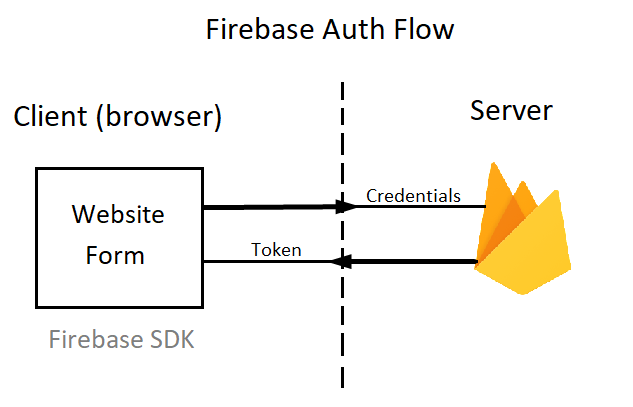 Firebase Auth Flow
Client (browser)
Server
Website
Form
Credentials
Token
Firebase SDK